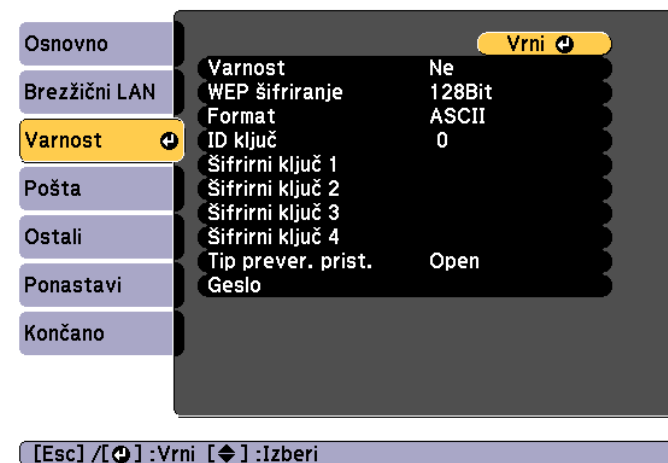 Osnovno
Brezžični LAN
Varnost
Pošta
Ostali
Ponastavi
Končano
Vrni
Varnost Ne
WEP šifriranje 128Bit
Format ASCII
ID ključ 0
Šifrirni ključ 1
Šifrirni ključ 2
Šifrirni ključ 3
Šifrirni ključ 4
Tip prever. prist. Open
Geslo
[Esc] /[⏎] :Vrni [◆] :Izberi